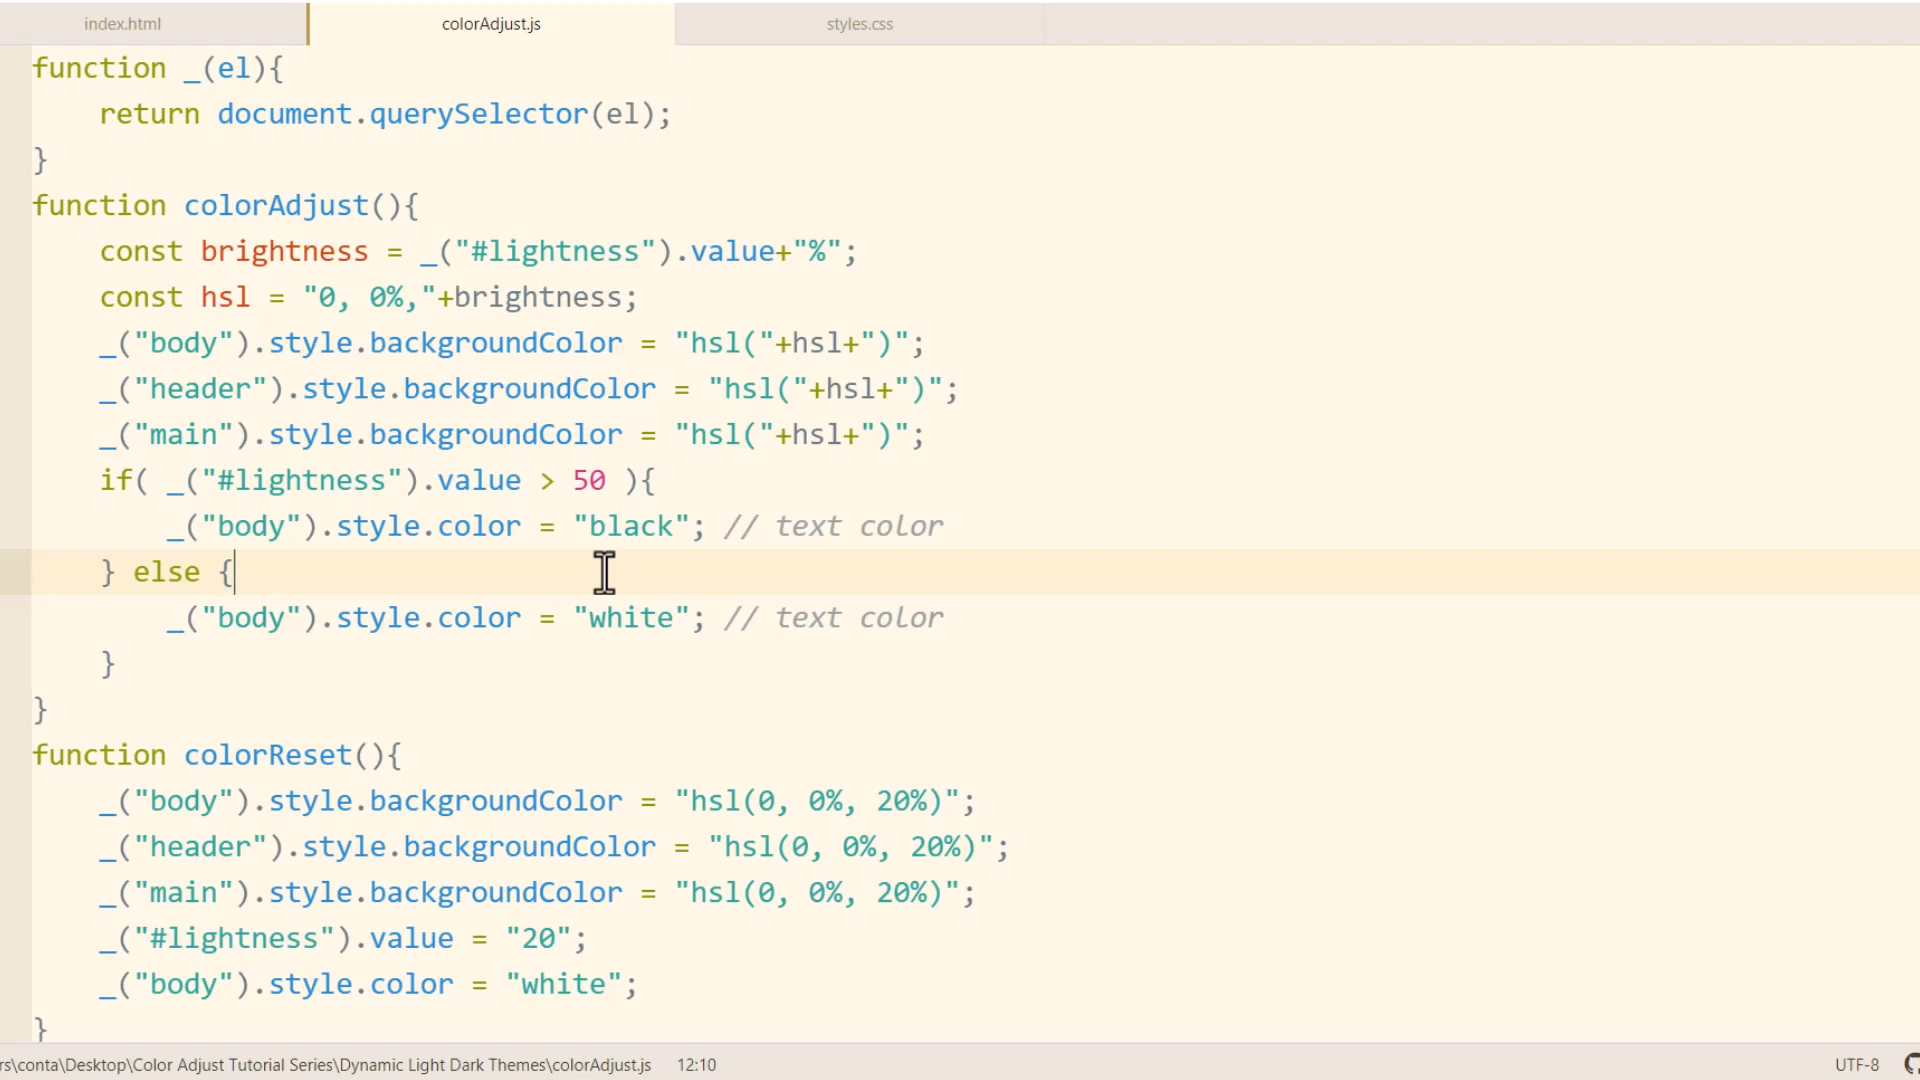 index.html
colorAdjust.js
styles.css
function _(el){
    return document.querySelector(el);
}
function colorAdjust(){
    const brightness = _("#lightness").value+"%";
    const hsl = "0, 0%,"+brightness;
    _("body").style.backgroundColor = "hsl("+hsl+")";
    _("header").style.backgroundColor = "hsl("+hsl+")";
    _("main").style.backgroundColor = "hsl("+hsl+")";
    if( _("#lightness").value > 50 ){
        _("body").style.color = "black"; // text color
    } else {
        _("body").style.color = "white"; // text color
    }
}
function colorReset(){
    _("body").style.backgroundColor = "hsl(0, 0%, 20%)";
    _("header").style.backgroundColor = "hsl(0, 0%, 20%)";
    _("main").style.backgroundColor = "hsl(0, 0%, 20%)";
    _("#lightness").value = "20";
    _("body").style.color = "white";
}
rs\conta\Desktop\Color Adjust Tutorial Series\Dynamic Light Dark Themes\colorAdjust.js
12:10
UTF-8